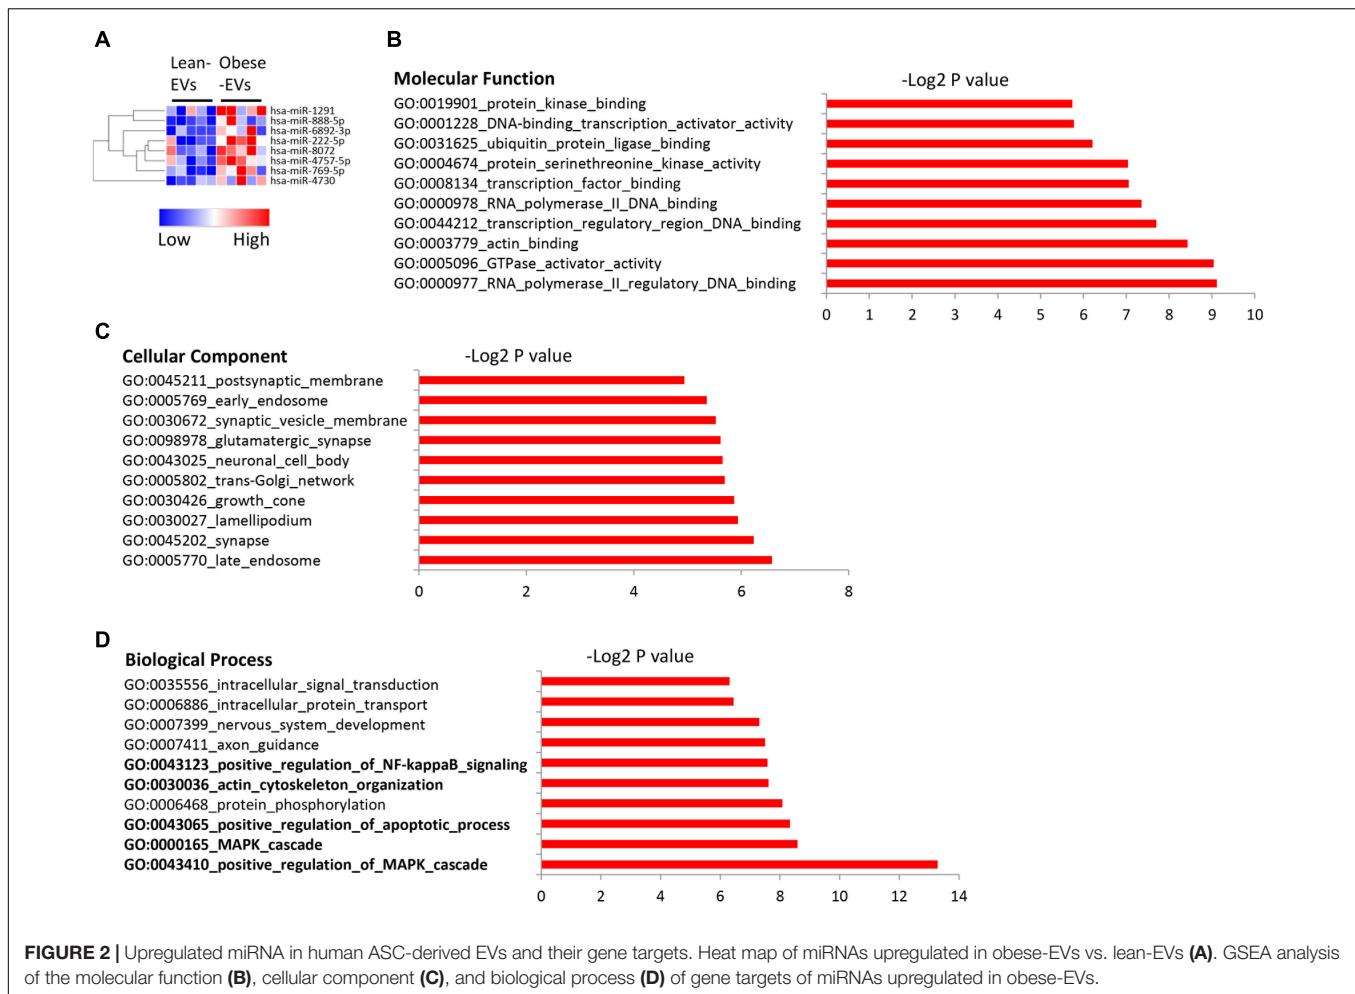 A
Lean- Obese
EVs -EVs
hsa-miR-1291
hsa-miR-888-5p
hsa-miR-6892-3p
hsa-miR-222-5p
hsa-miR-8072
hsa-miR-4757-5p
hsa-miR-769-5p
hsa-miR-4730
Low High
B
Molecular Function
-Log2 P value
GO:0019901_protein_kinase_binding
GO:0001228_DNA-binding_transcription_activator_activity
GO:0031625_ubiquitin_protein_ligase_binding
GO:0004674_protein_serinethreonine_kinase_activity
GO:0008134_transcription_factor_binding
GO:0000978_RNA_polymerase_II_DNA_binding
GO:0044212_transcription_regulatory_region_DNA_binding
GO:0003779_actin_binding
GO:0005096_GTPase_activator_activity
GO:0000977_RNA_polymerase_II_regulatory_DNA_binding
0 1 2 3 4 5 6 7 8 9 10
C
Cellular Component
-Log2 P value
GO:0045211_postsynaptic_membrane
GO:0005769_early_endosome
GO:0030672_synaptic_vesicle_membrane
GO:0098978_glutamatergic_synapse
GO:0043025_neuronal_cell_body
GO:0005802_trans-Golgi_network
GO:0030426_growth_cone
GO:0030027_lamellipodium
GO:0045202_synapse
GO:0005770_late_endosome
0 2 4 6 8
D
Biological Process
-Log2 P value
GO:0035556_intracellular_signal_transduction
GO:0006886_intracellular_protein_transport
GO:0007399_nervous_system_development
GO:0007411_axon_guidance
GO:0043123_positive_regulation_of_NF-kappaB_signaling
GO:0030036_actin_cytoskeleton_organization
GO:0006468_protein_phosphorylation
GO:0043065_positive_regulation_of_apoptotic_process
GO:0000165_MAPK_cascade
GO:0043410_positive_regulation_of_MAPK_cascade
0 2 4 6 8 10 12 14
FIGURE 2 | Upregulated miRNA in human ASC-derived EVs and their gene targets. Heat map of miRNAs upregulated in obese-EVs vs. lean-EVs (A). GSEA analysis
of the molecular function (B), cellular component (C), and biological process (D) of gene targets of miRNAs upregulated in obese-EVs.